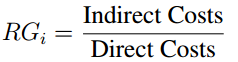 RG_i = Indirect Costs / Direct Costs